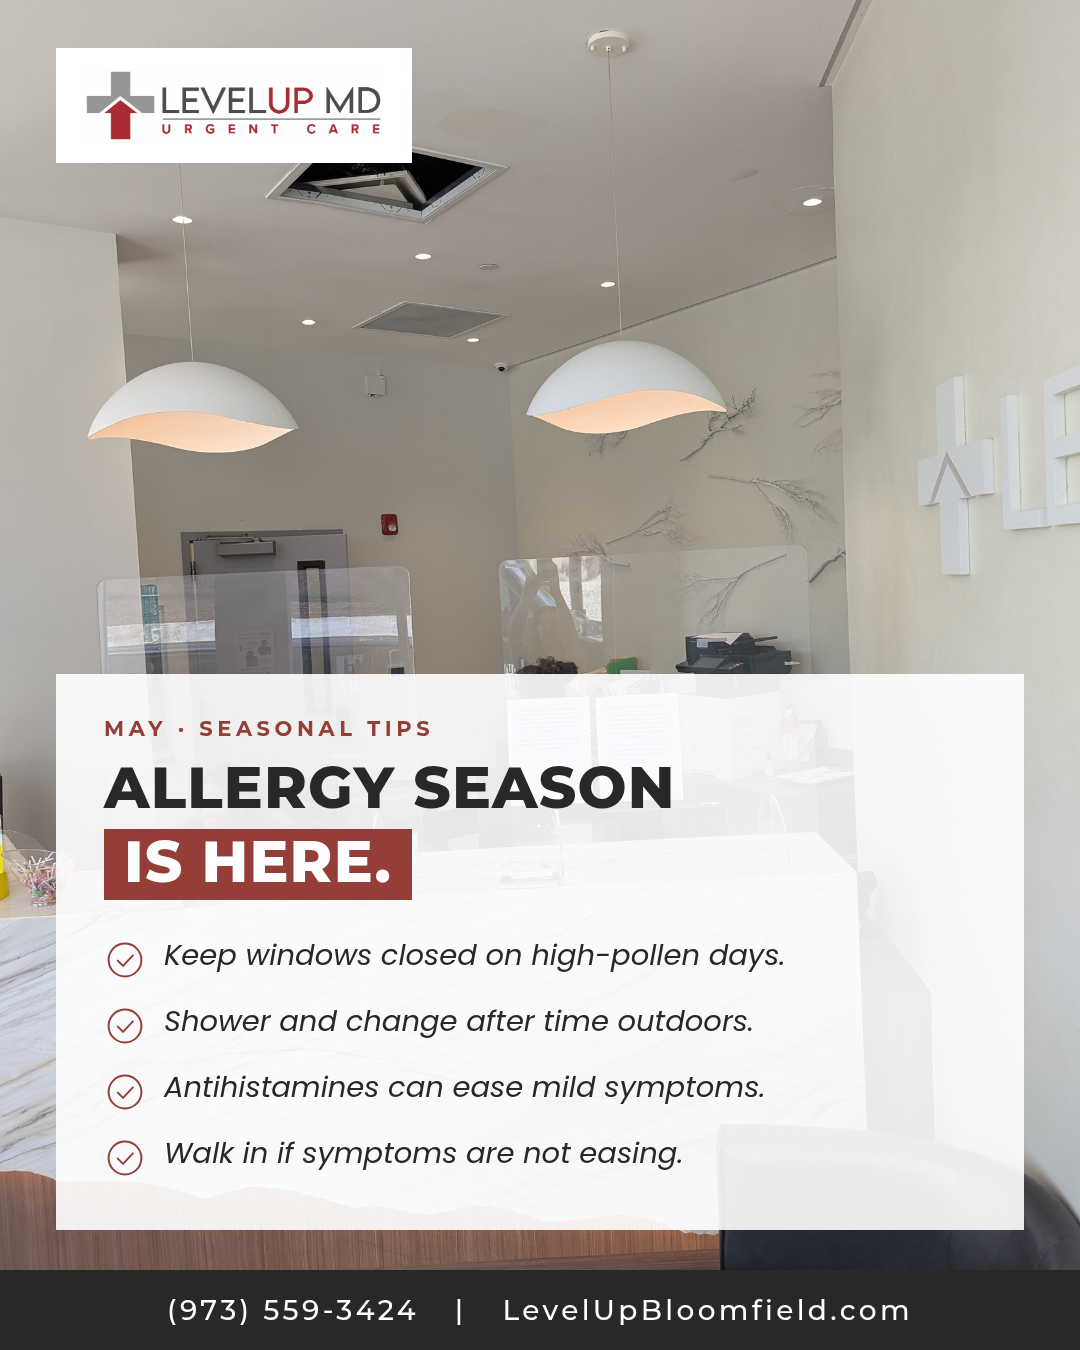 LEVELUP MD
URGENT CARE
LE
MAY · SEASONAL TIPS
ALLERGY SEASON
IS HERE.
Keep windows closed on high-pollen days.
Shower and change after time outdoors.
Antihistamines can ease mild symptoms.
Walk in if symptoms are not easing.
(973) 559-3424 | LevelUpBloomfield.com